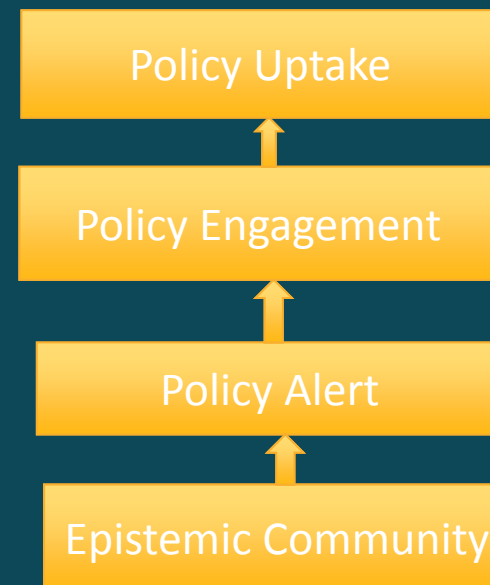 Policy Uptake
Policy Engagement
Policy Alert
Epistemic Community